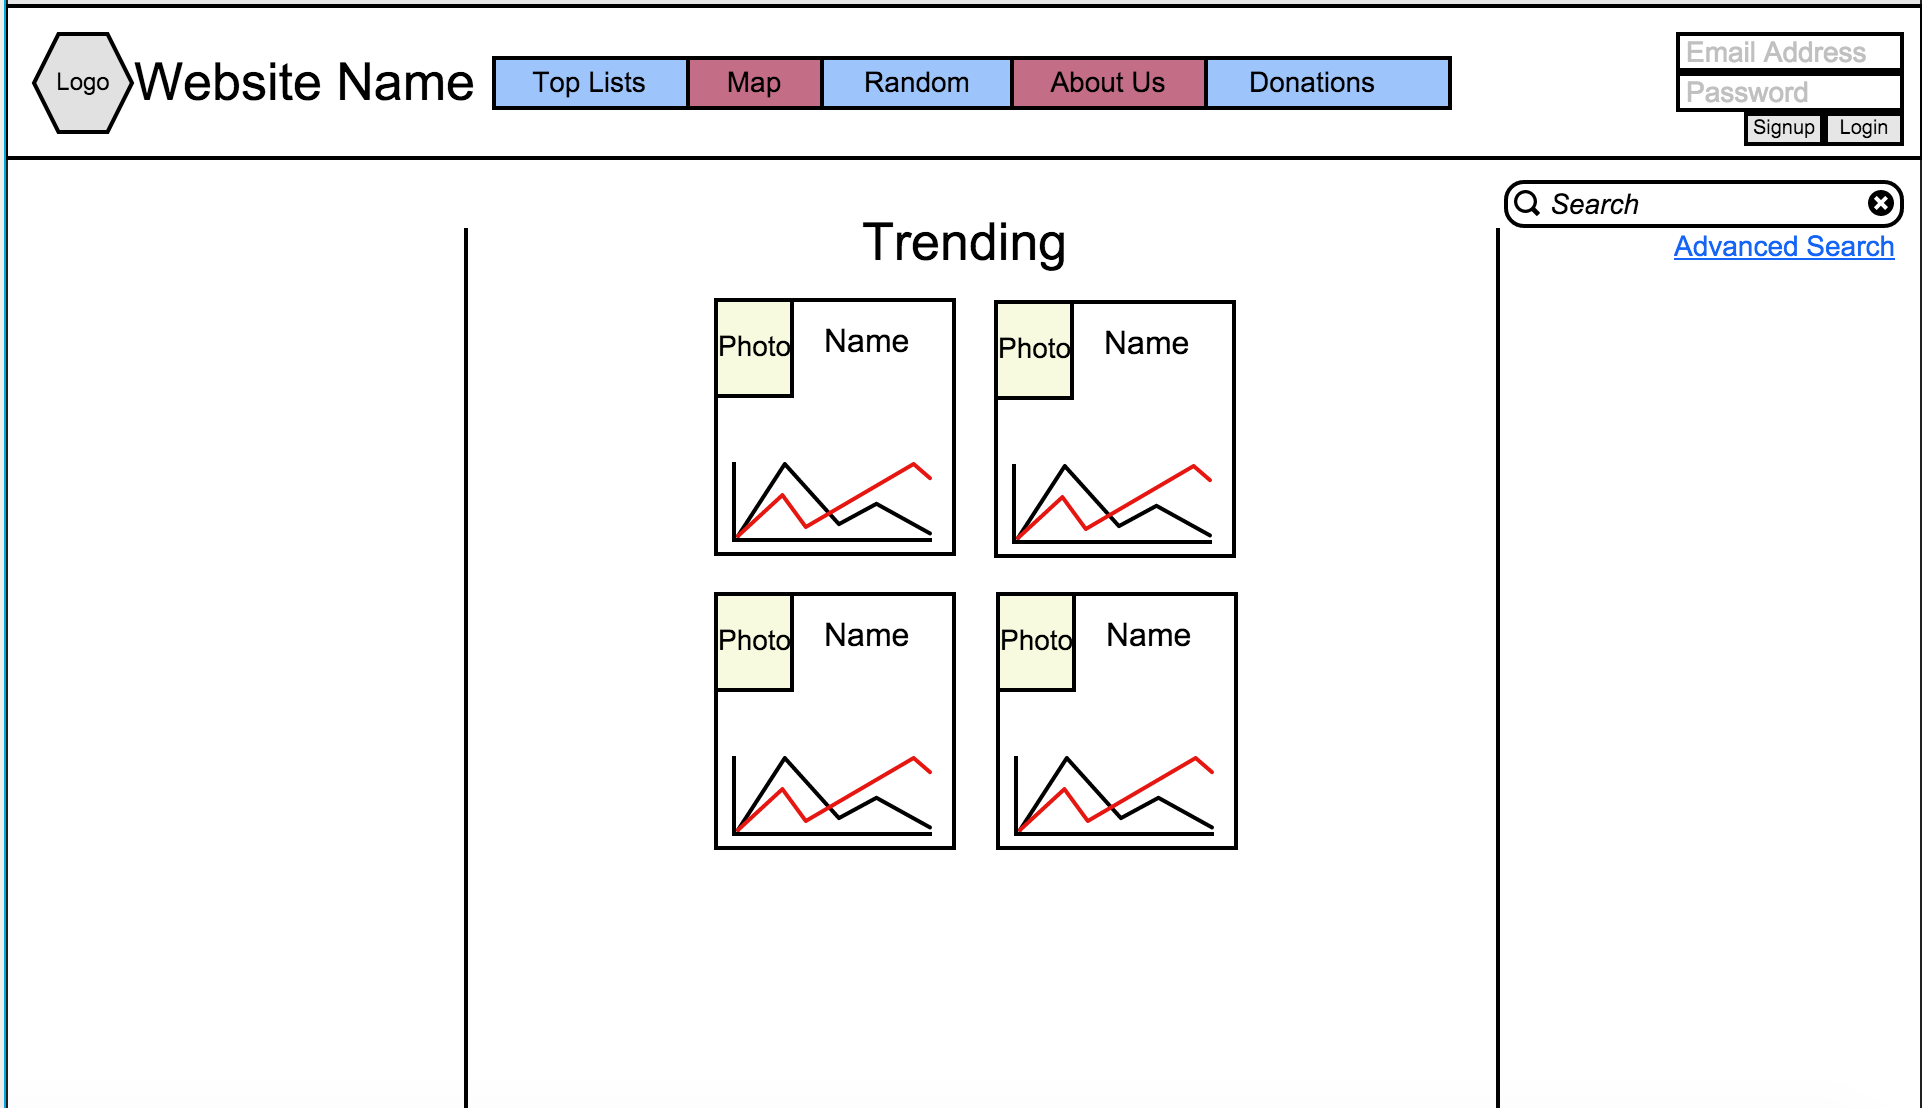 Logo
Website Name
Top Lists
Map
Random
About Us
Donations
Email Address
Password
Signup
Login
Search
Advanced Search
Trending
Photo
Name
Photo
Name
Photo
Name
Photo
Name